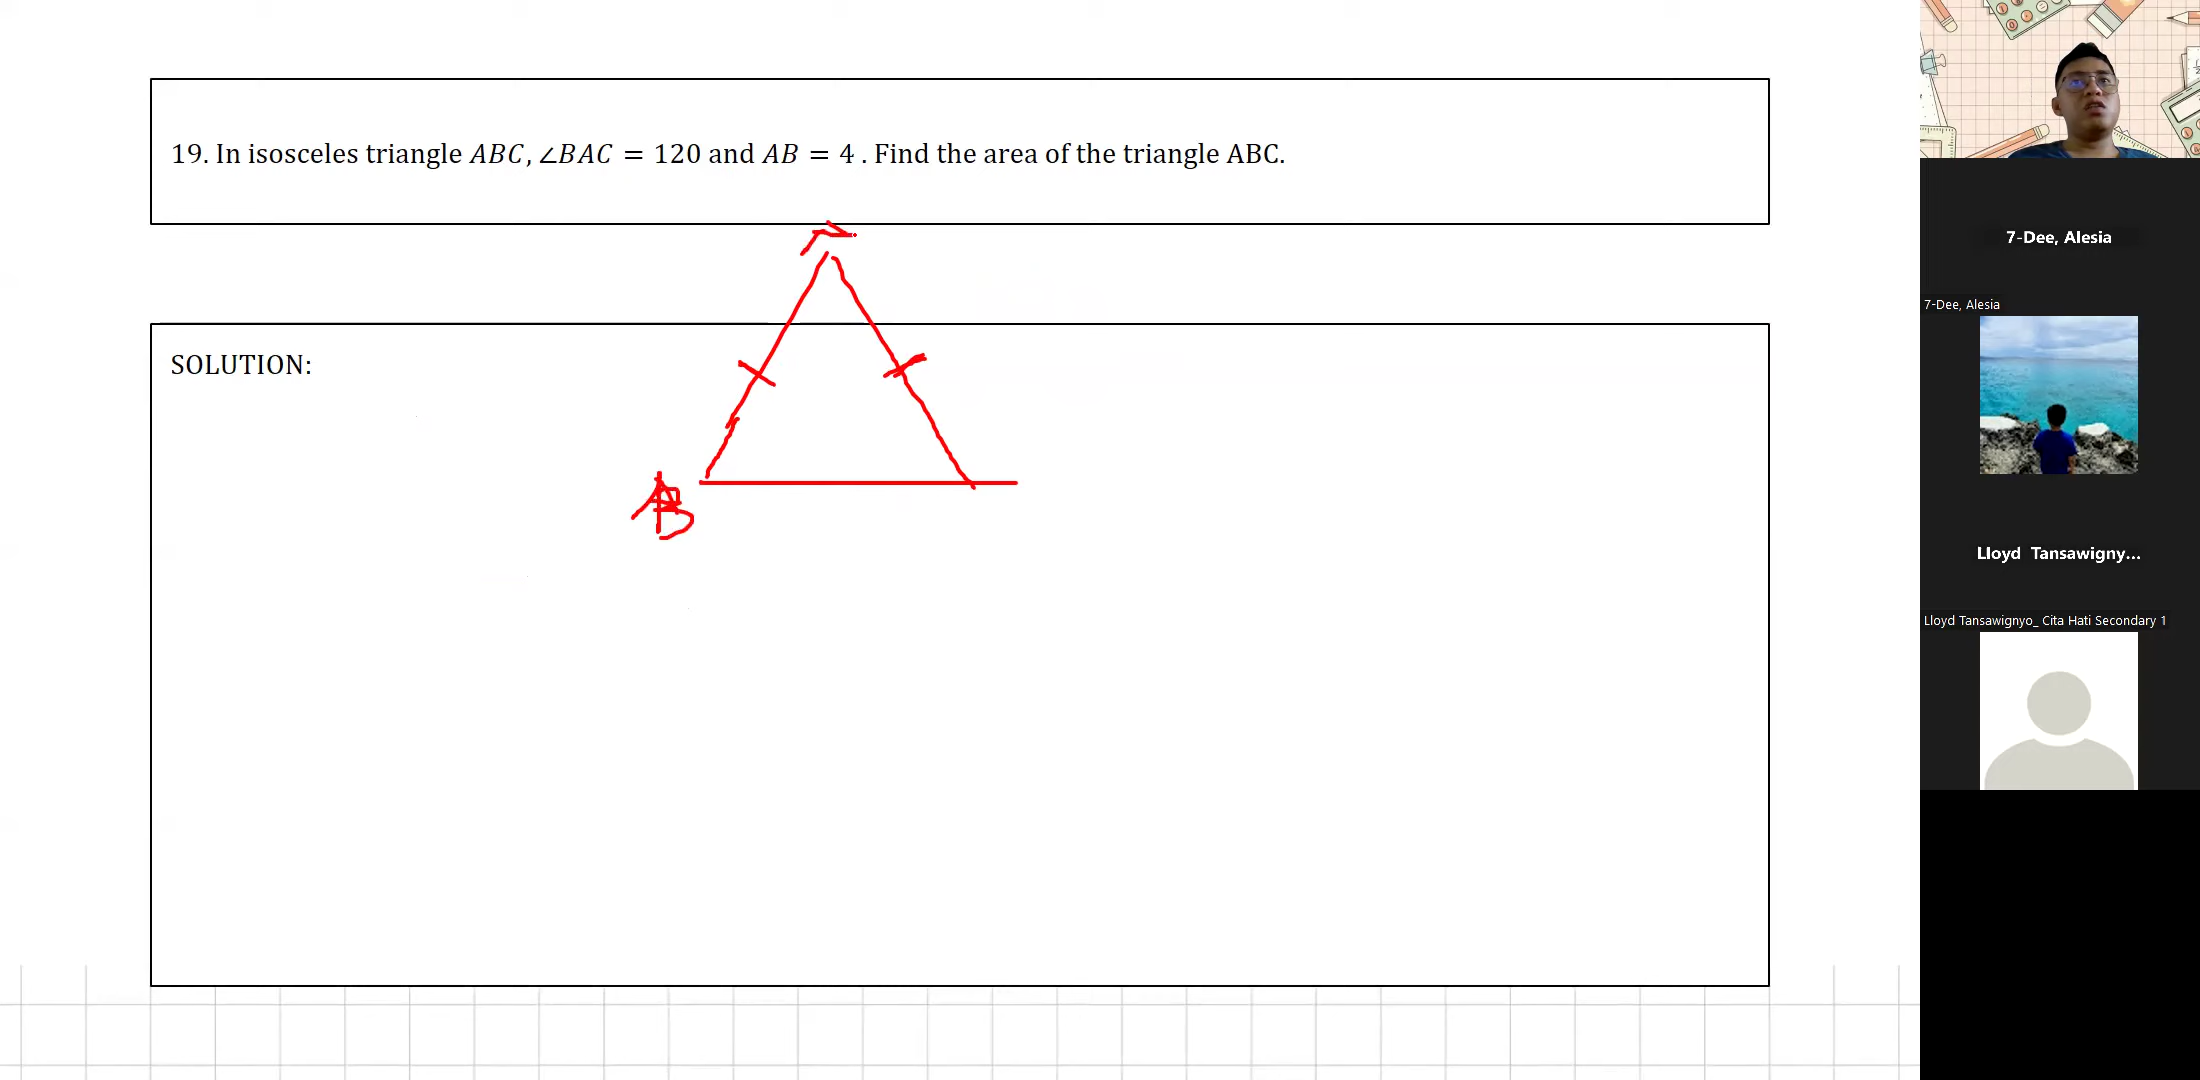 19. In isosceles triangle ABC, ∠BAC = 120 and AB = 4 . Find the area of the triangle ABC.
SOLUTION:
A
B
7-Dee, Alesia
7-Dee, Alesia
Lloyd Tansawigny...
Lloyd Tansawignyo_ Cita Hati Secondary 1